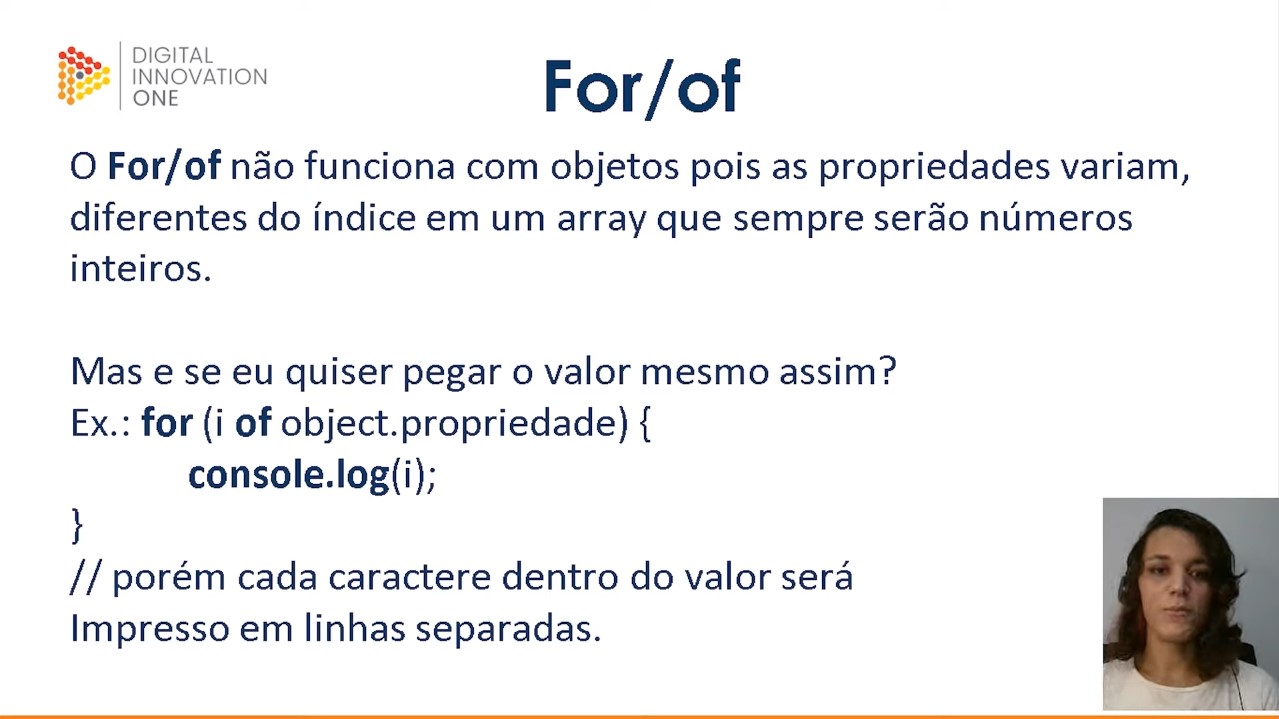 DIGITAL
INNOVATION
ONE
For/of
O For/of não funciona com objetos pois as propriedades variam,
diferentes do índice em um array que sempre serão números
inteiros.
Mas e se eu quiser pegar o valor mesmo assim?
Ex.: for (i of object.propriedade) {
console.log(i);
}
// porém cada caractere dentro do valor será
Impresso em linhas separadas.